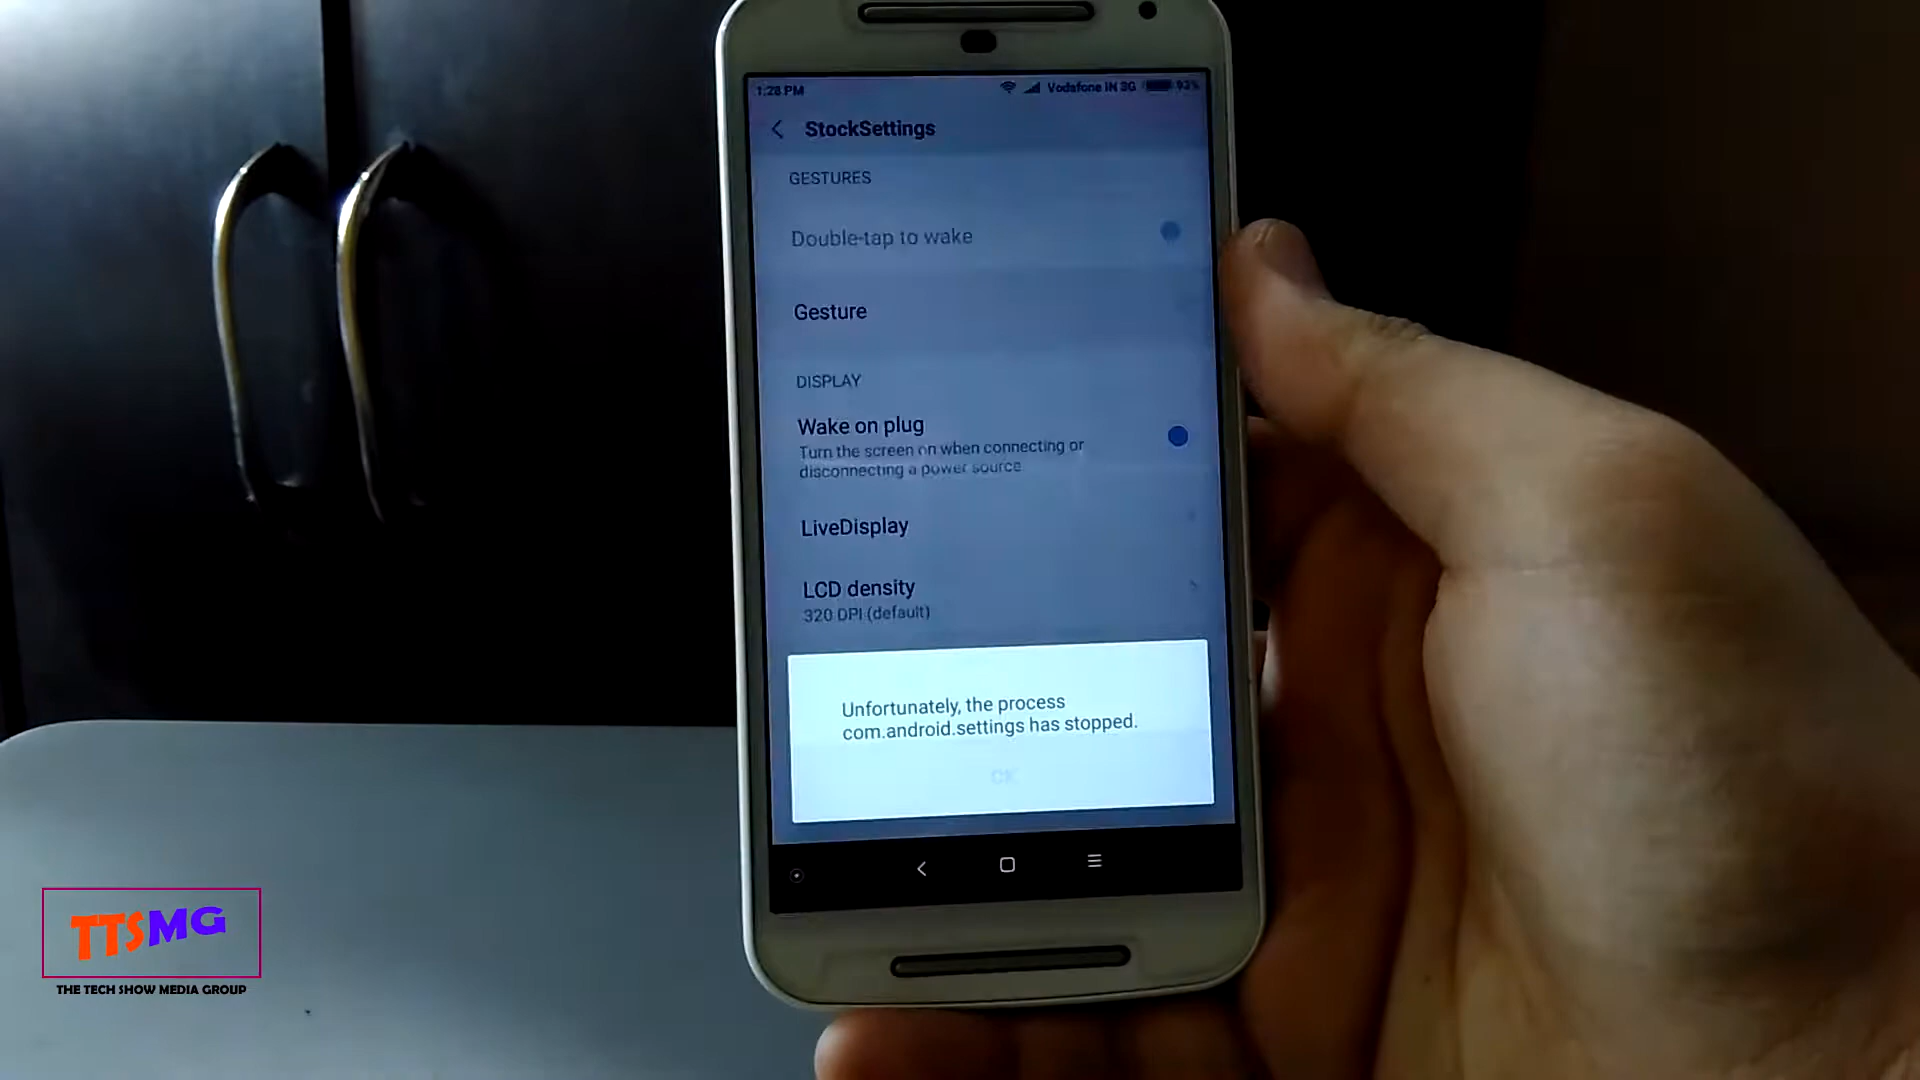 1:28 PM
Vodafone IN 3G
93%
StockSettings
GESTURES
Double-tap to wake
Gesture
DISPLAY
Wake on plug
Turn the screen on when connecting or
disconnecting a power source
LiveDisplay
LCD density
320 DPI (default)
Unfortunately, the process
com.android.settings has stopped.
OK
TTSMG
THE TECH SHOW MEDIA GROUP